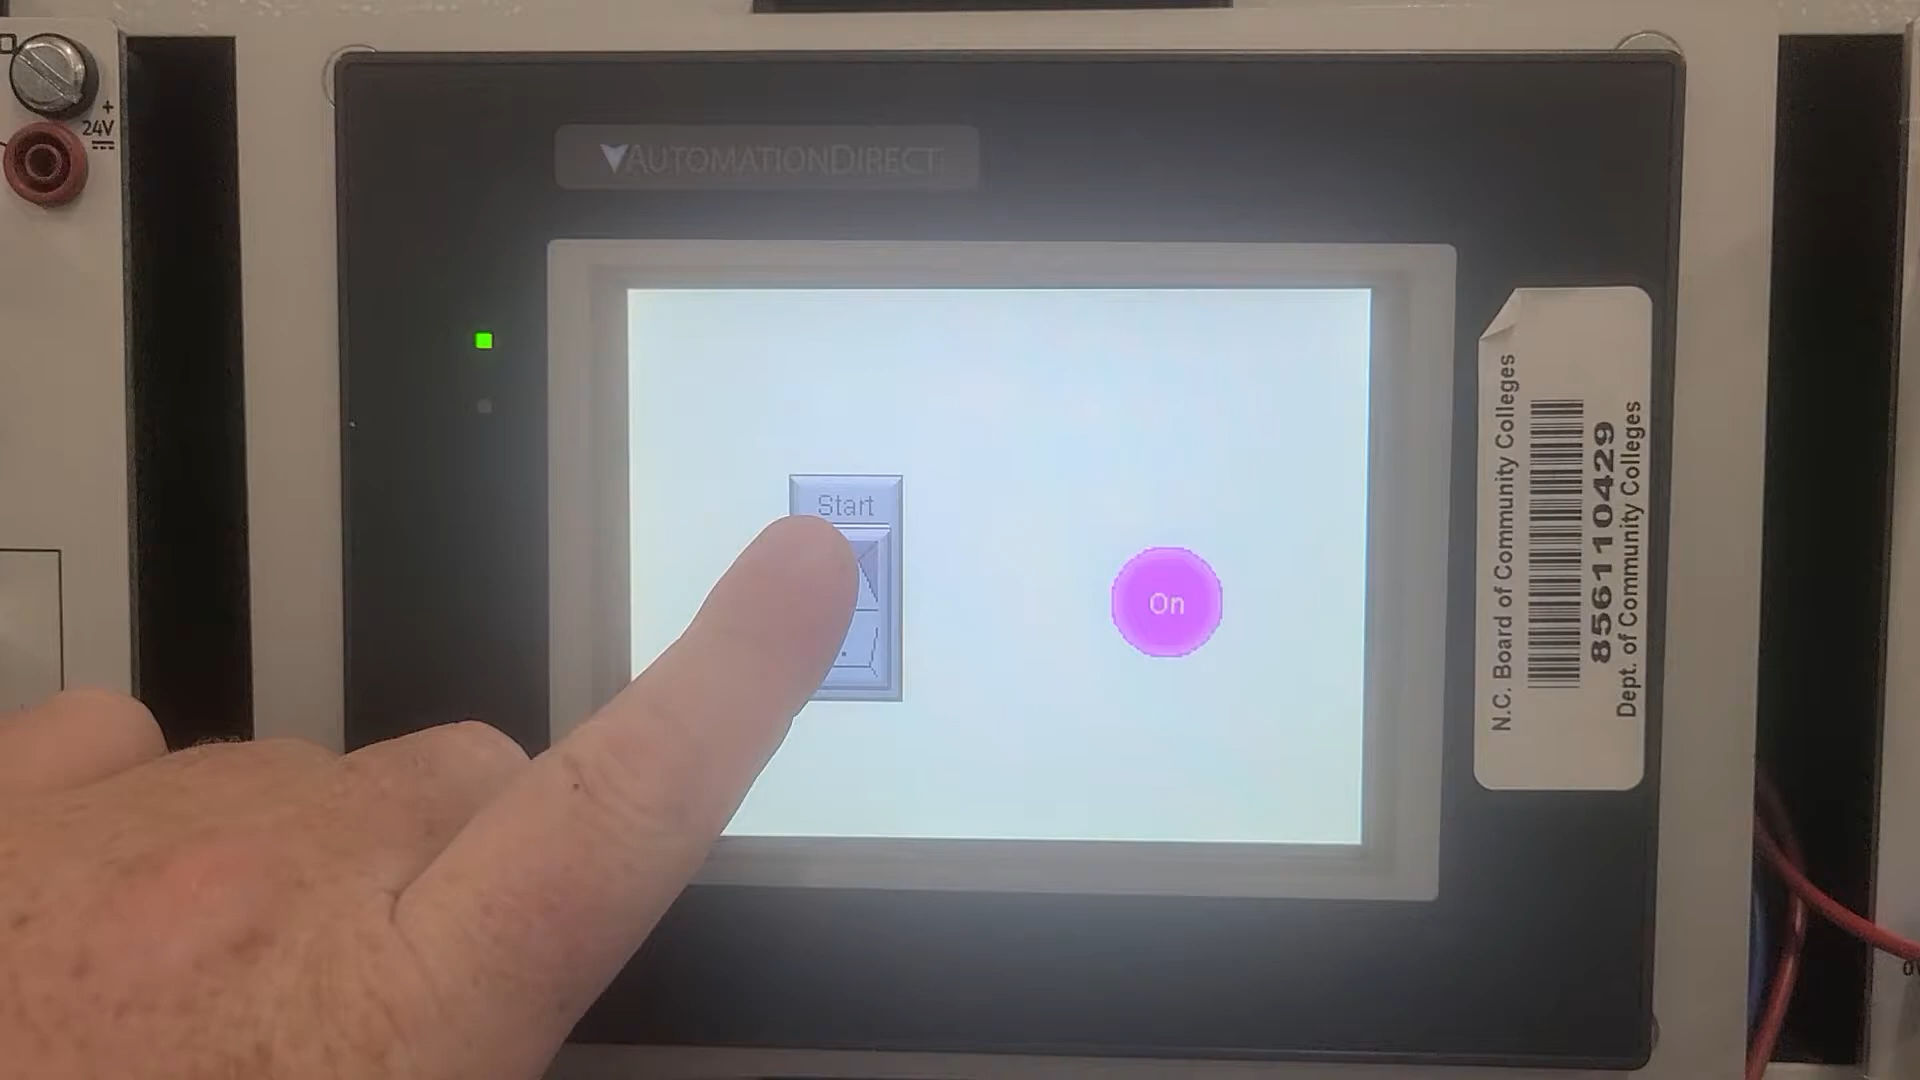 +
24V
AUTOMATIONDIRECT
Start
On
N.C. Board of Community Colleges
856110429
Dept. of Community Colleges